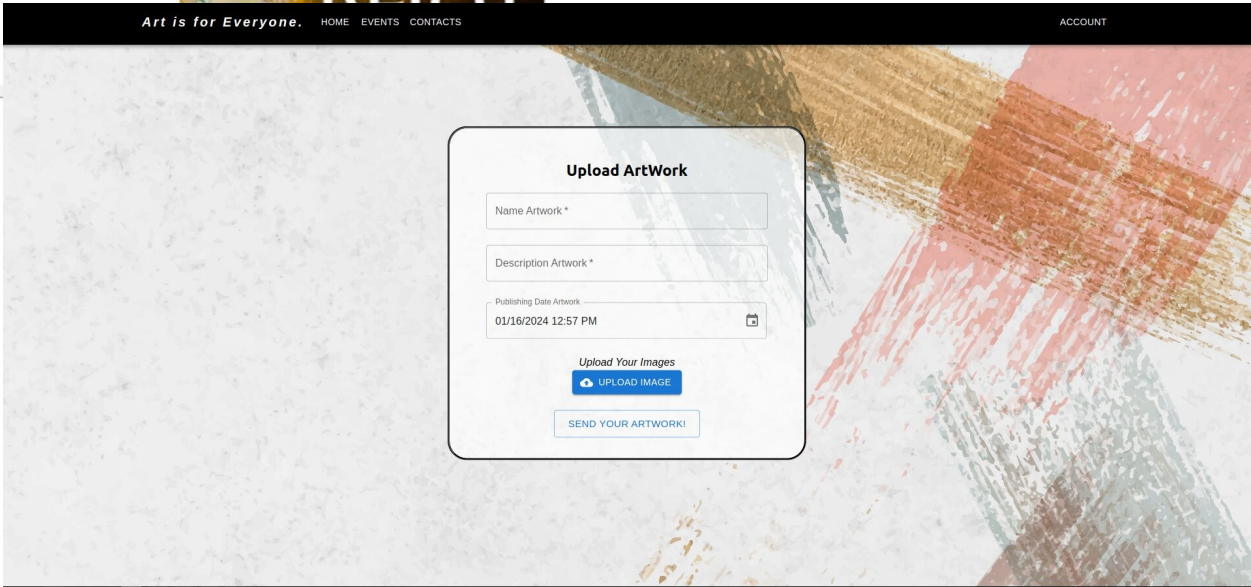 Art is for Everyone. HOME EVENTS CONTACTS ACCOUNT
Upload ArtWork
Name Artwork *
Description Artwork *
Publishing Date Artwork
01/16/2024 12:57 PM
Upload Your Images
UPLOAD IMAGE
SEND YOUR ARTWORK!